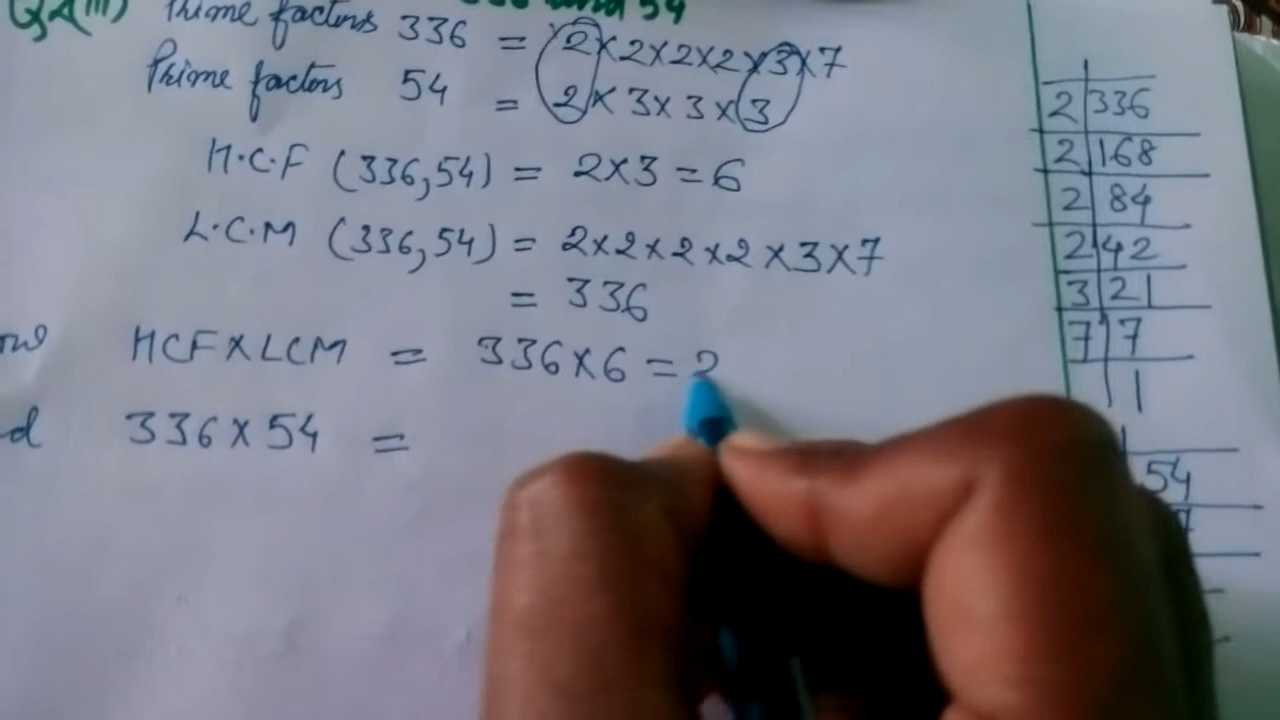 Prime factors 336 = 2×2×2×2×3×7
Prime factors 54 = 2×3×3×3
H.C.F (336,54) = 2×3=6
L.C.M (336,54) = 2×2×2×2×3×7
= 336
HCF×LCM = 336×6=2
336×54 =
2 336
2 168
2 84
2 42
3 21
7 7
1
54